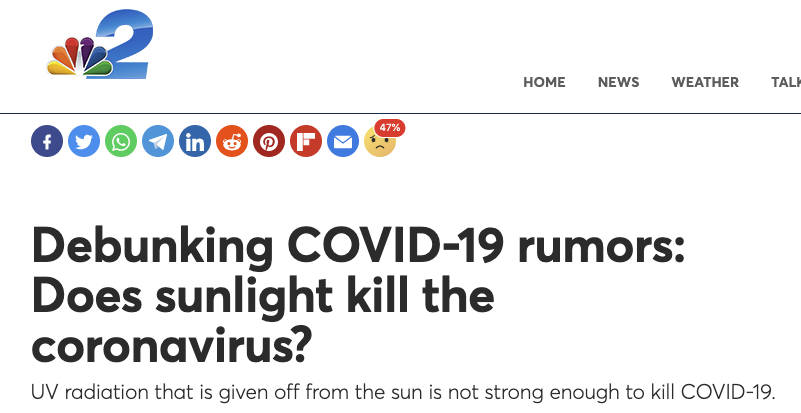 2
HOME NEWS WEATHER TALK
47%
Debunking COVID-19 rumors:
Does sunlight kill the
coronavirus?
UV radiation that is given off from the sun is not strong enough to kill COVID-19.